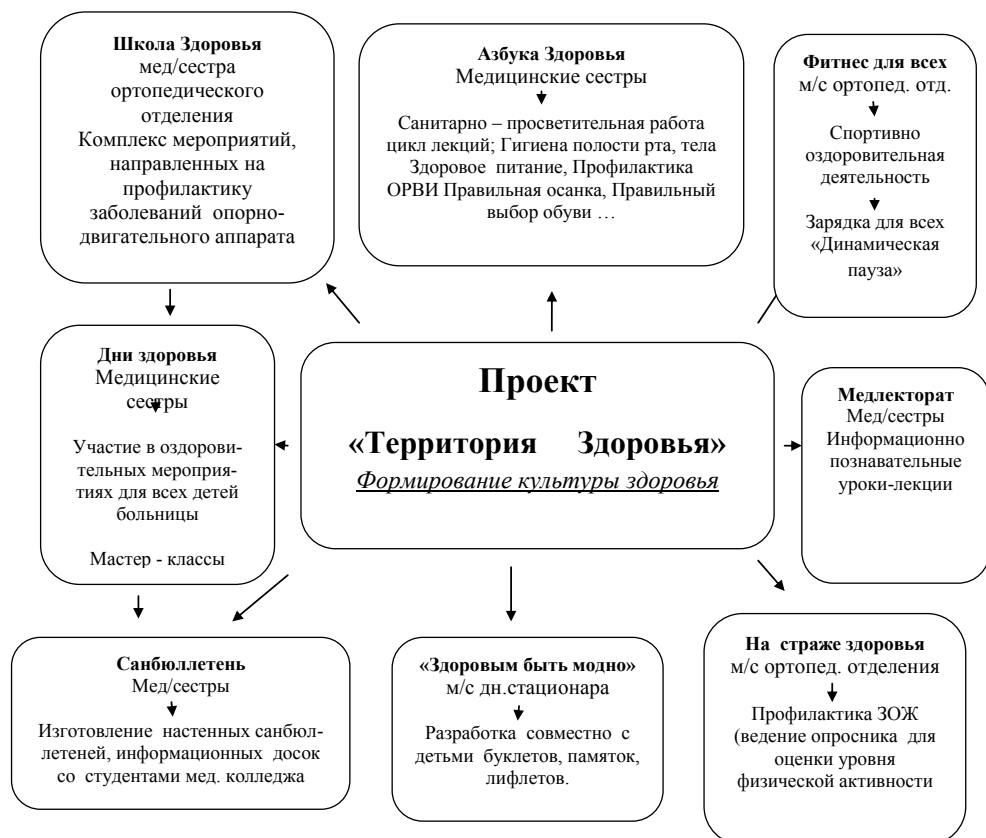 Школа Здоровья
мед/сестра
ортопедического
отделения
Комплекс мероприятий,
направленных на
профилактику
заболеваний опорно-
двигательного аппарата
Азбука Здоровья
Медицинские сестры
Санитарно – просветительная работа
цикл лекций; Гигиена полости рта, тела
Здоровое питание, Профилактика
ОРВИ Правильная осанка, Правильный
выбор обуви …
Фитнес для всех
м/с ортопед. отд.
Спортивно
оздоровительная
деятельность
Зарядка для всех
«Динамическая
пауза»
Дни здоровья
Медицинские
сестры
Участие в оздорови-
тельных мероприя-
тиях для всех детей
больницы
Мастер - классы
Проект
«Территория Здоровья»
Формирование культуры здоровья
Медлекторат
Мед/сестры
Информационно
познавательные
уроки-лекции
Санбюллетень
Мед/сестры
Изготовление настенных санбюл-
летеней, информационных досок
со студентами мед. колледжа
«Здоровым быть модно»
м/с дн.стационара
Разработка совместно с
детьми буклетов, памяток,
лифлетов.
На страже здоровья
м/с ортопед. отделения
Профилактика ЗОЖ
(ведение опросника для
оценки уровня
физической активности